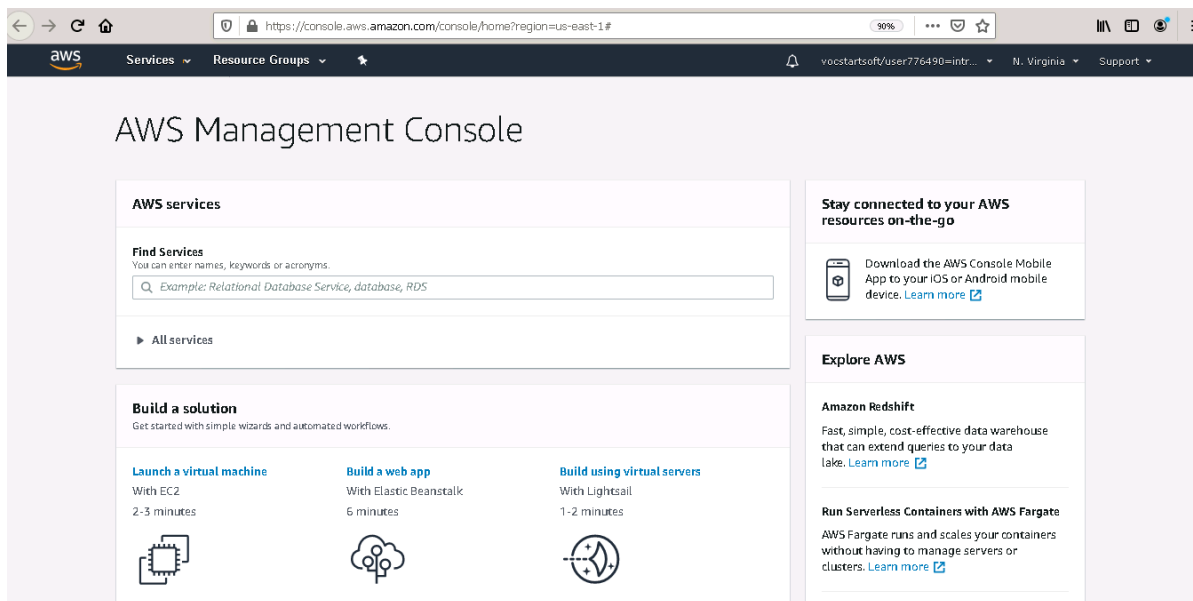 https://console.aws.amazon.com/console/home?region=us-east-1#
90%
aws
Services
Resource Groups
vocstartsoft/user776490=intr...
N. Virginia
Support
AWS Management Console
AWS services
Find Services
You can enter names, keywords or acronyms.
Example: Relational Database Service, database, RDS
All services
Build a solution
Get started with simple wizards and automated workflows.
Launch a virtual machine
With EC2
2-3 minutes
Build a web app
With Elastic Beanstalk
6 minutes
Build using virtual servers
With Lightsail
1-2 minutes
Stay connected to your AWS
resources on-the-go
Download the AWS Console Mobile
App to your iOS or Android mobile
device. Learn more
Explore AWS
Amazon Redshift
Fast, simple, cost-effective data warehouse
that can extend queries to your data
lake. Learn more
Run Serverless Containers with AWS Fargate
AWS Fargate runs and scales your containers
without having to manage servers or
clusters. Learn more